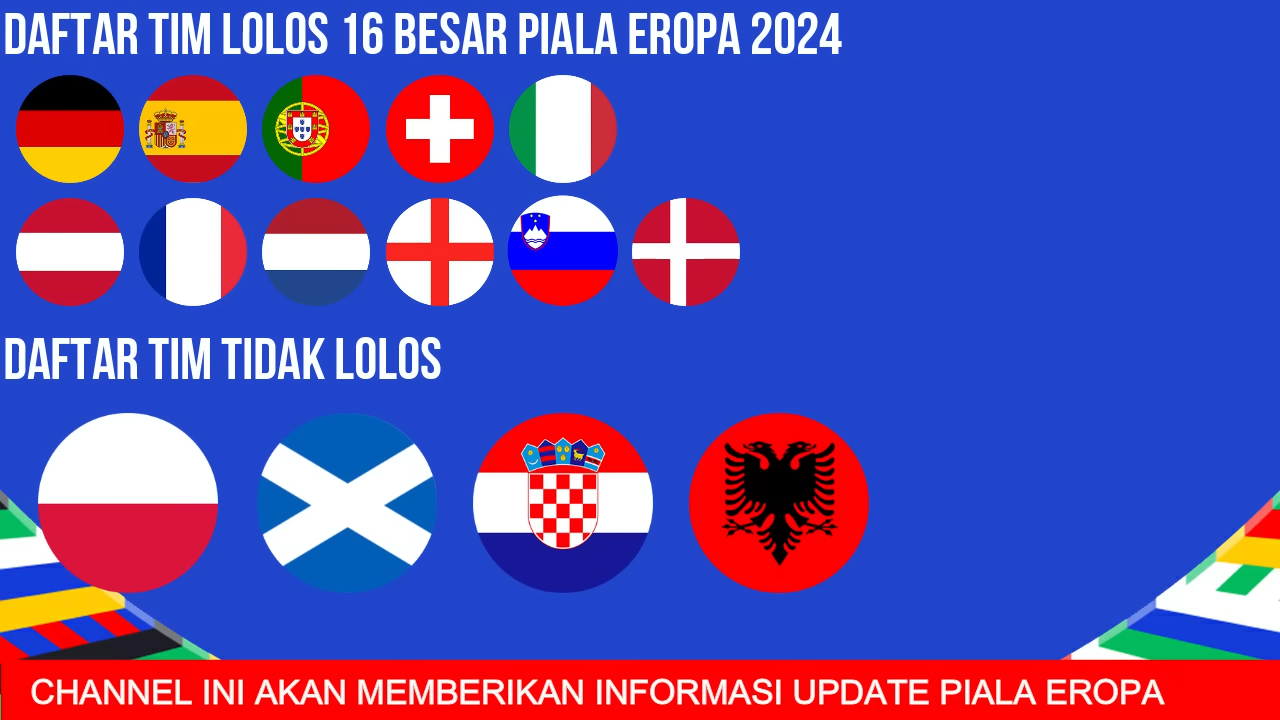 DAFTAR TIM LOLOS 16 BESAR PIALA EROPA 2024
DAFTAR TIM TIDAK LOLOS
CHANNEL INI AKAN MEMBERIKAN INFORMASI UPDATE PIALA EROPA